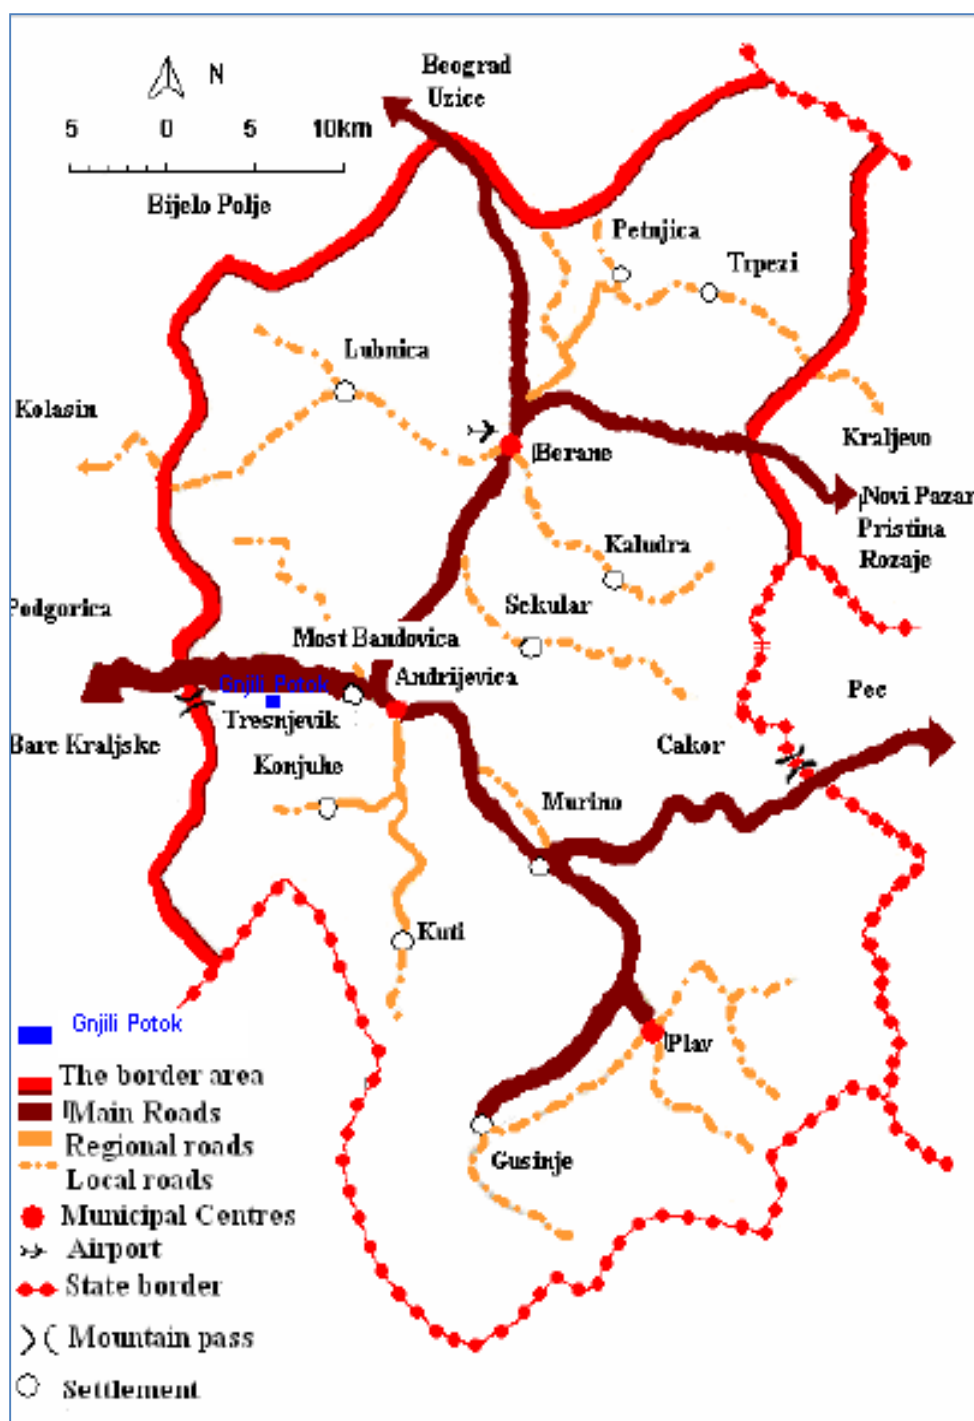 Beograd
Uzice
N
5 0 5 10km
Bijelo Polje
Petnjica
Trpezi
Lubnica
Kolasin
Kraljevo
Berane
Novi Pazar
Pristina
Rozaje
Kaludra
Sekular
Podgorica
Most Bandovica
Andrijevica
Gnjili Potok
Tresnjevik
Pec
Bare Kraljske
Cakor
Konjuhe
Murino
Kuti
Plav
Gusinje
Gnjili Potok
The border area
Main Roads
Regional roads
Local roads
Municipal Centres
Airport
State border
Mountain pass
Settlement